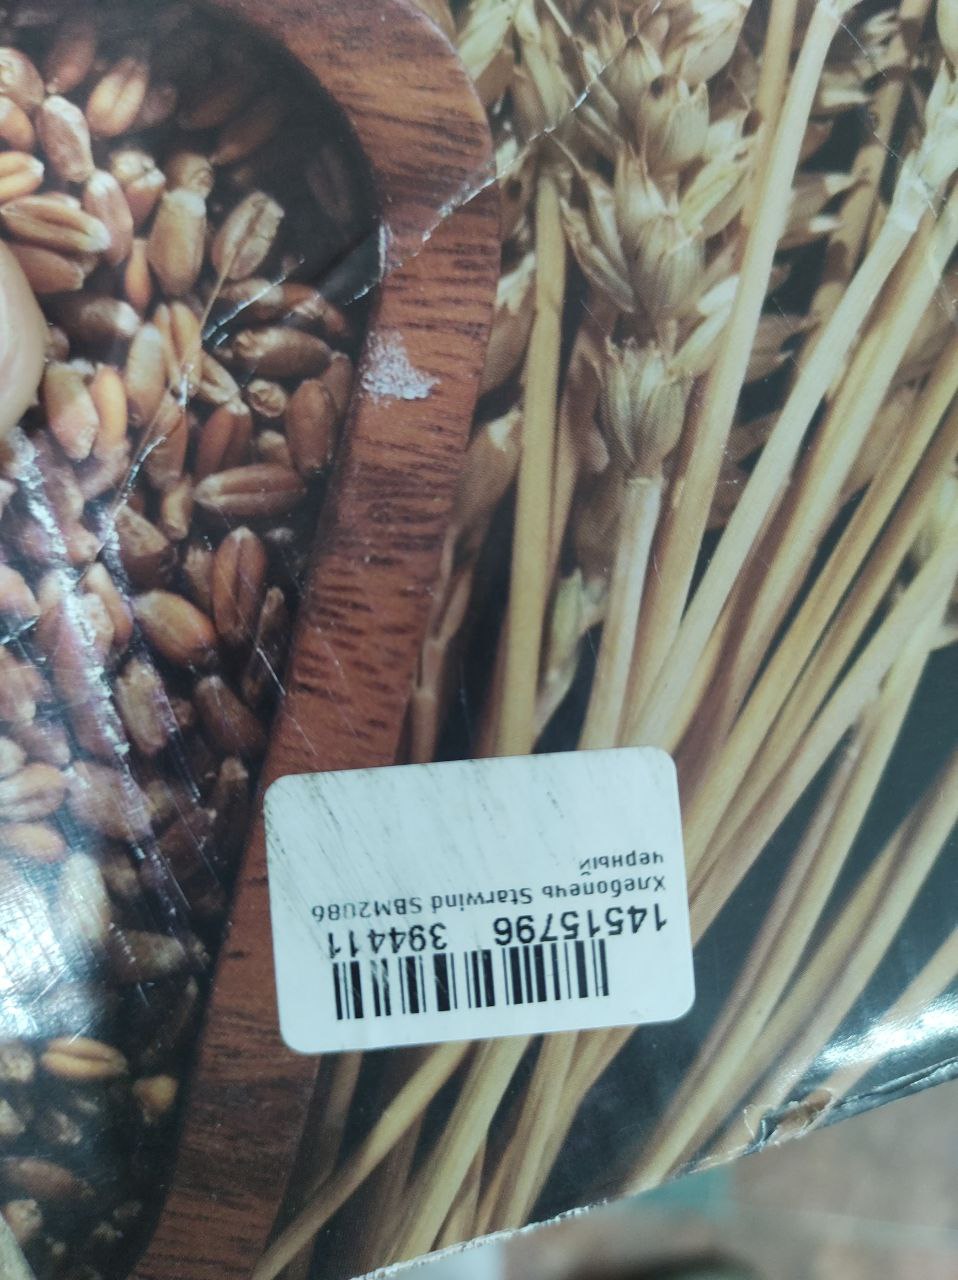 14515796 394411
Хлебопечь Starwind SBM2086
черный